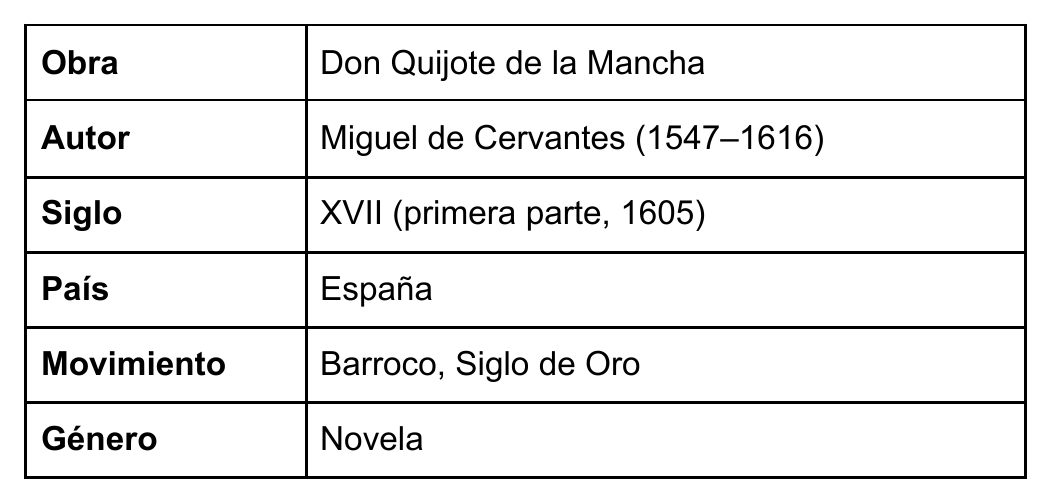 Obra Don Quijote de la Mancha
Autor Miguel de Cervantes (1547–1616)
Siglo XVII (primera parte, 1605)
País España
Movimiento Barroco, Siglo de Oro
Género Novela